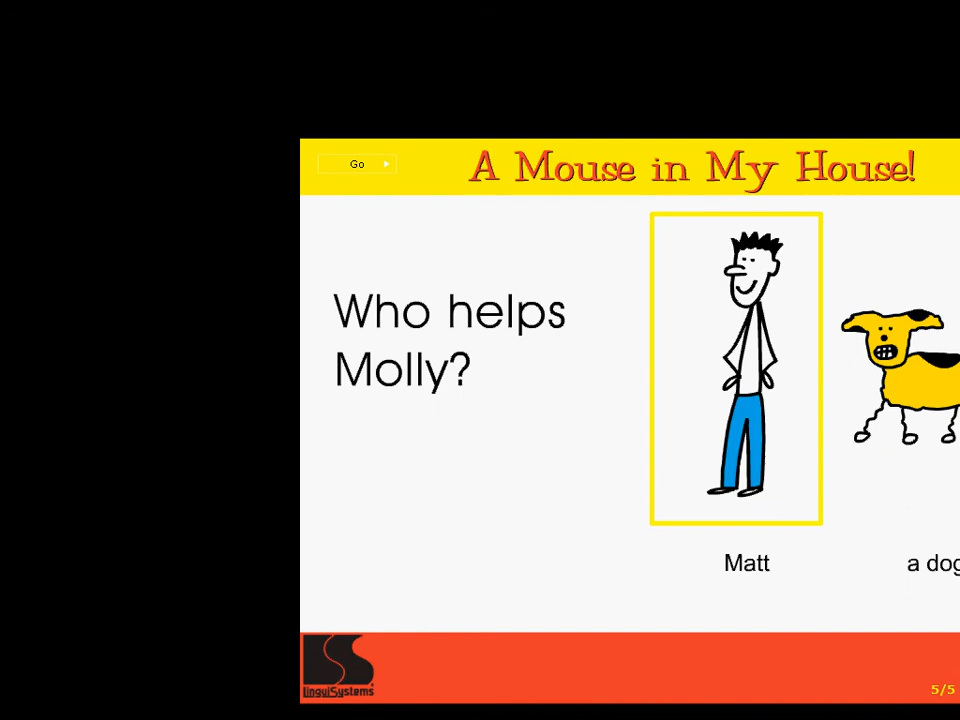 Go
A Mouse in My House!
Who helps
Molly?
Matt
a dog
LinguiSystems
5/5